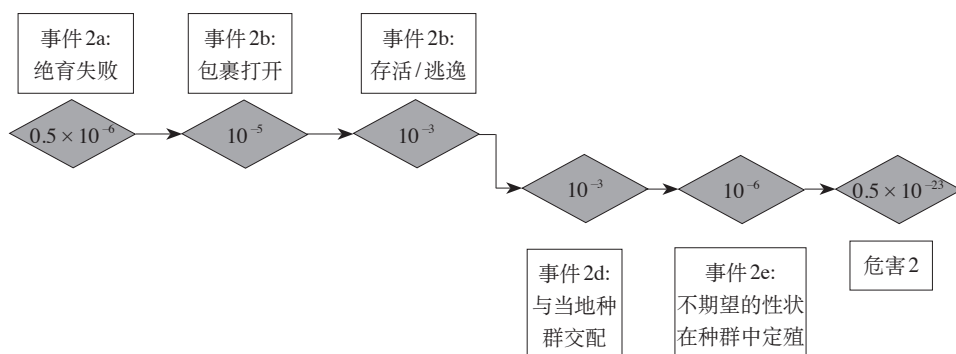 事件2a:
绝育失败
事件2b:
包裹打开
事件2b:
存活/逃逸
0.5 × 10⁻⁶
10⁻⁵
10⁻³
10⁻³
10⁻⁶
0.5 × 10⁻²³
事件2d:
与当地种
群交配
事件2e:
不期望的性状
在种群中定殖
危害2